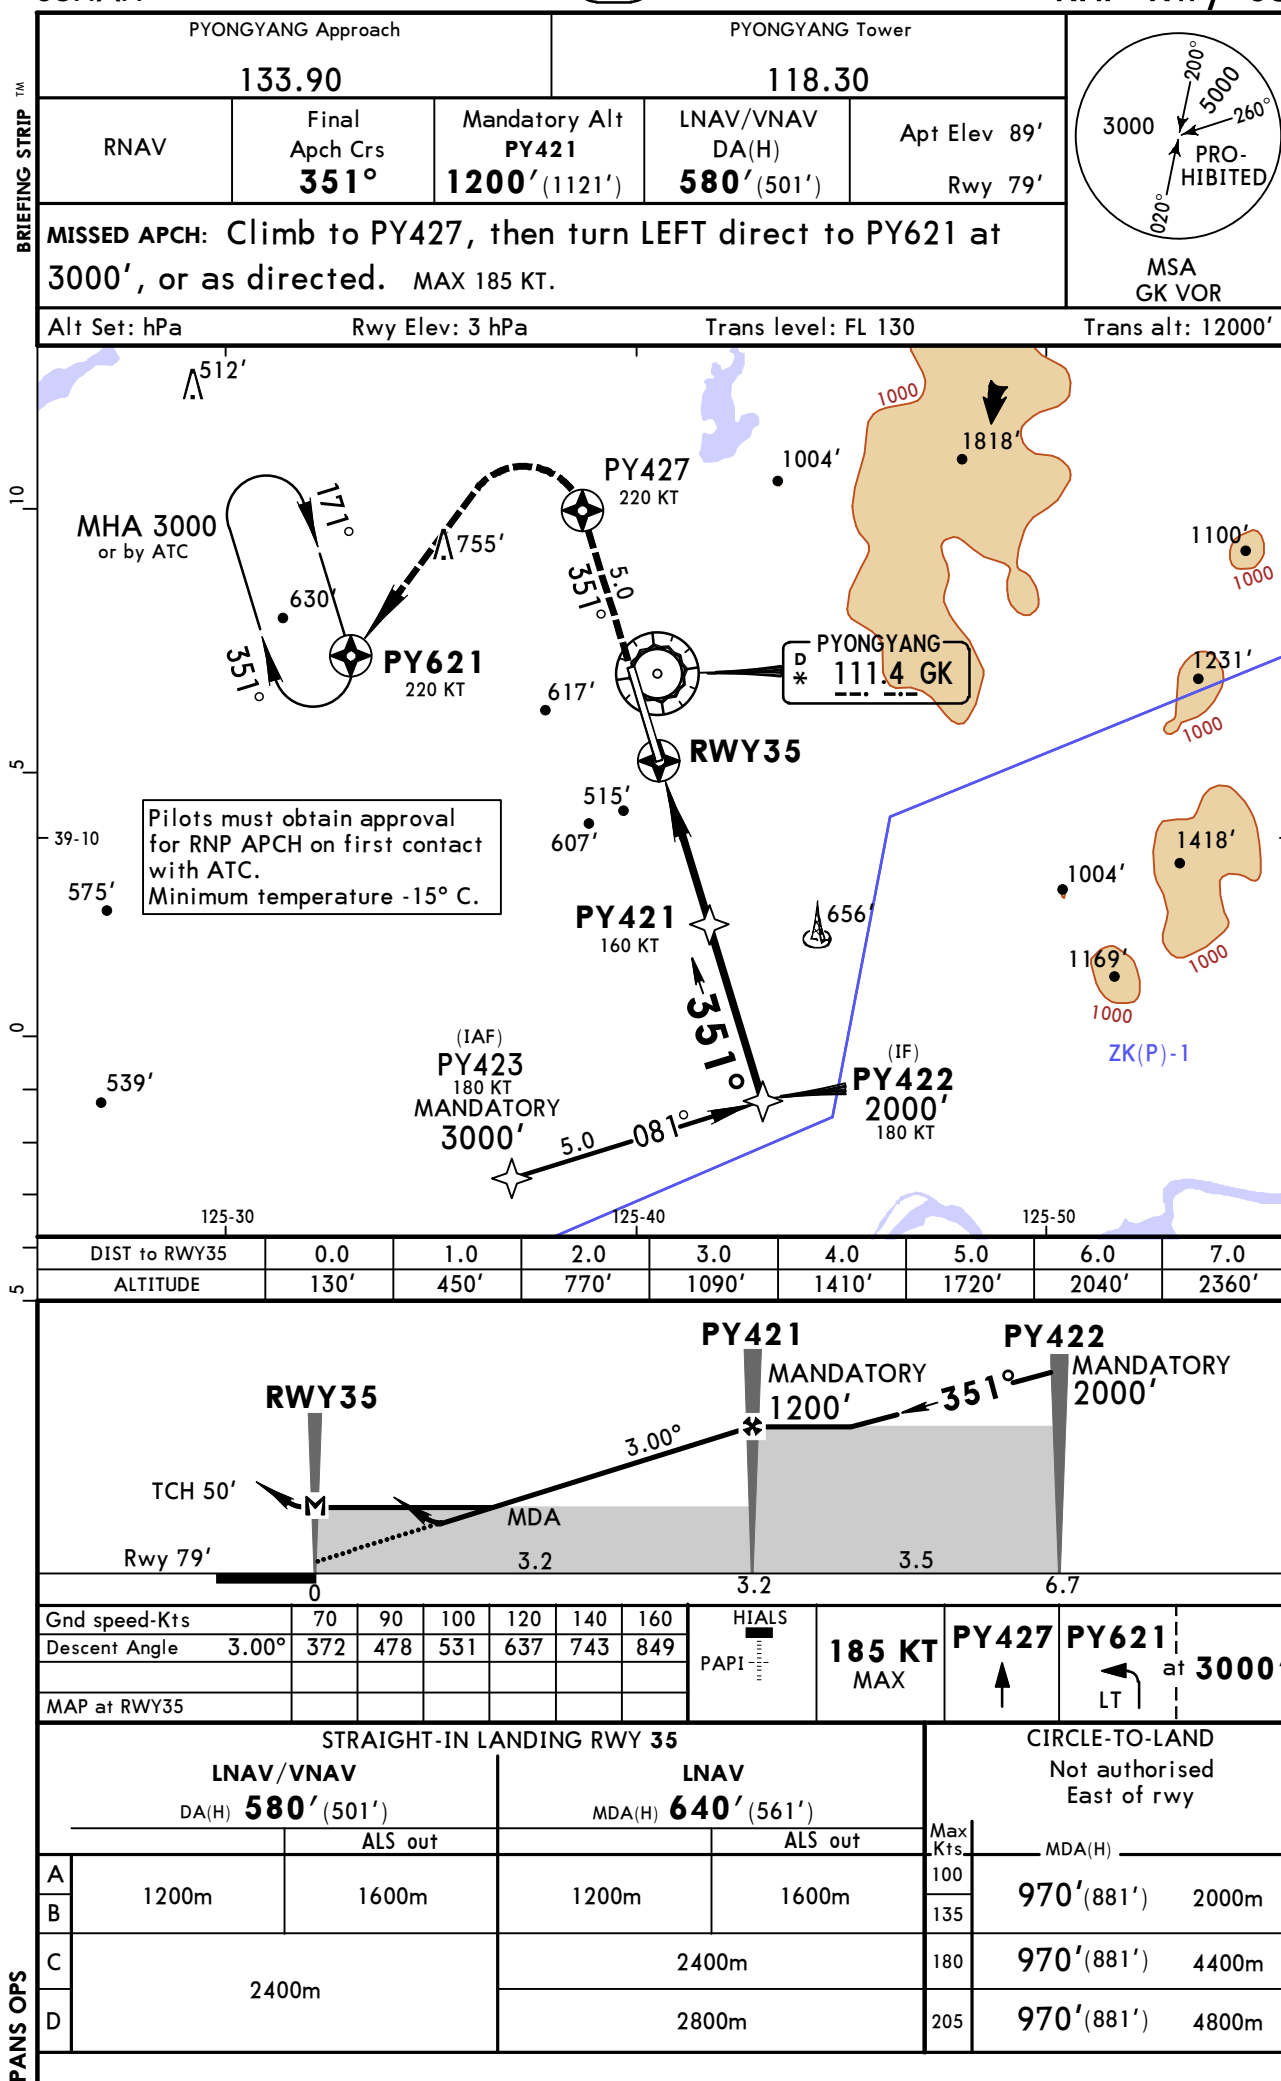 PYONGYANG Approach
133.90
PYONGYANG Tower
118.30
BRIEFING STRIP TM
RNAV
Final
Apch Crs
351°
Mandatory Alt
PY421
1200'(1121')
LNAV/VNAV
DA(H)
580'(501')
Apt Elev 89'
Rwy 79'
3000
200°
5000
260°
PRO-
HIBITED
020°
MSA
GK VOR
MISSED APCH: Climb to PY427, then turn LEFT direct to PY621 at
3000', or as directed. MAX 185 KT.
Alt Set: hPa Rwy Elev: 3 hPa Trans level: FL 130 Trans alt: 12000'
512'
1000
1818'
1004'
PY427
220 KT
10
MHA 3000
or by ATC
171°
755'
5.0
351°
1100'
1000
630'
351°
PY621
220 KT
PYONGYANG
D
* 111.4 GK
617'
1231'
1000
RWY35
5
515'
607'
Pilots must obtain approval
for RNP APCH on first contact
with ATC.
Minimum temperature -15° C.
39-10
575'
1418'
1004'
1000
PY421
160 KT
656'
1169'
1000
351°
0
(IAF)
PY423
180 KT
MANDATORY
3000'
(IF)
PY422
2000'
180 KT
ZK(P)-1
539'
5.0
081°
125-30
125-40
125-50
5
DIST to RWY35 0.0 1.0 2.0 3.0 4.0 5.0 6.0 7.0
ALTITUDE 130' 450' 770' 1090' 1410' 1720' 2040' 2360'
PY421
PY422
MANDATORY
1200'
MANDATORY
2000'
351°
RWY35
3.00°
TCH 50'
M
MDA
Rwy 79'
3.2
3.5
0
3.2
6.7
Gnd speed-Kts 70 90 100 120 140 160
Descent Angle 3.00° 372 478 531 637 743 849
MAP at RWY35
HIALS
PAPI
185 KT
MAX
PY427
PY621
LT
at 3000'
STRAIGHT-IN LANDING RWY 35
LNAV/VNAV
DA(H) 580'(501')
ALS out
LNAV
MDA(H) 640'(561')
ALS out
CIRCLE-TO-LAND
Not authorised
East of rwy
Max
Kts
MDA(H)
A
B
C
D
1200m
1600m
2400m
1200m
1600m
2400m
2800m
100
135
970'(881') 2000m
180 970'(881') 4400m
205 970'(881') 4800m
PANS OPS